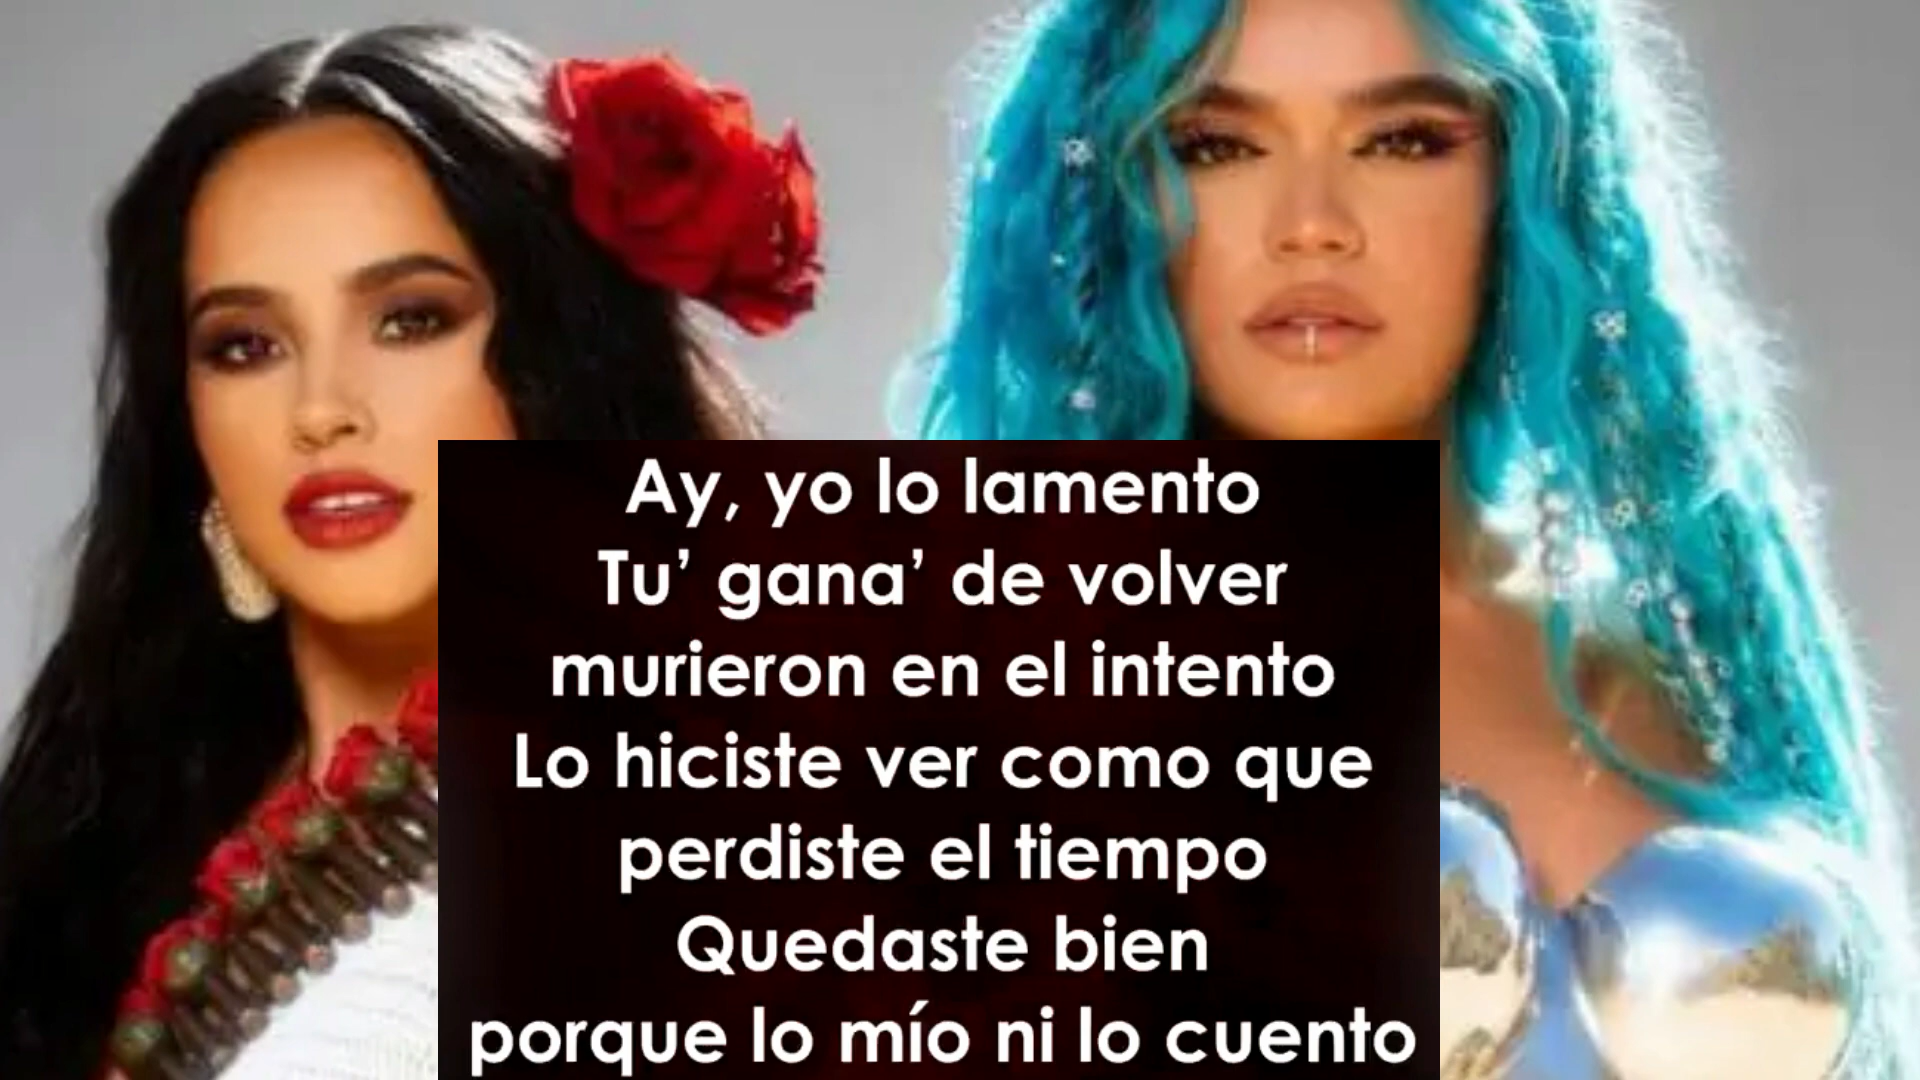 Ay, yo lo lamento
Tu’ gana’ de volver
murieron en el intento
Lo hiciste ver como que
perdiste el tiempo
Quedaste bien
porque lo mío ni lo cuento